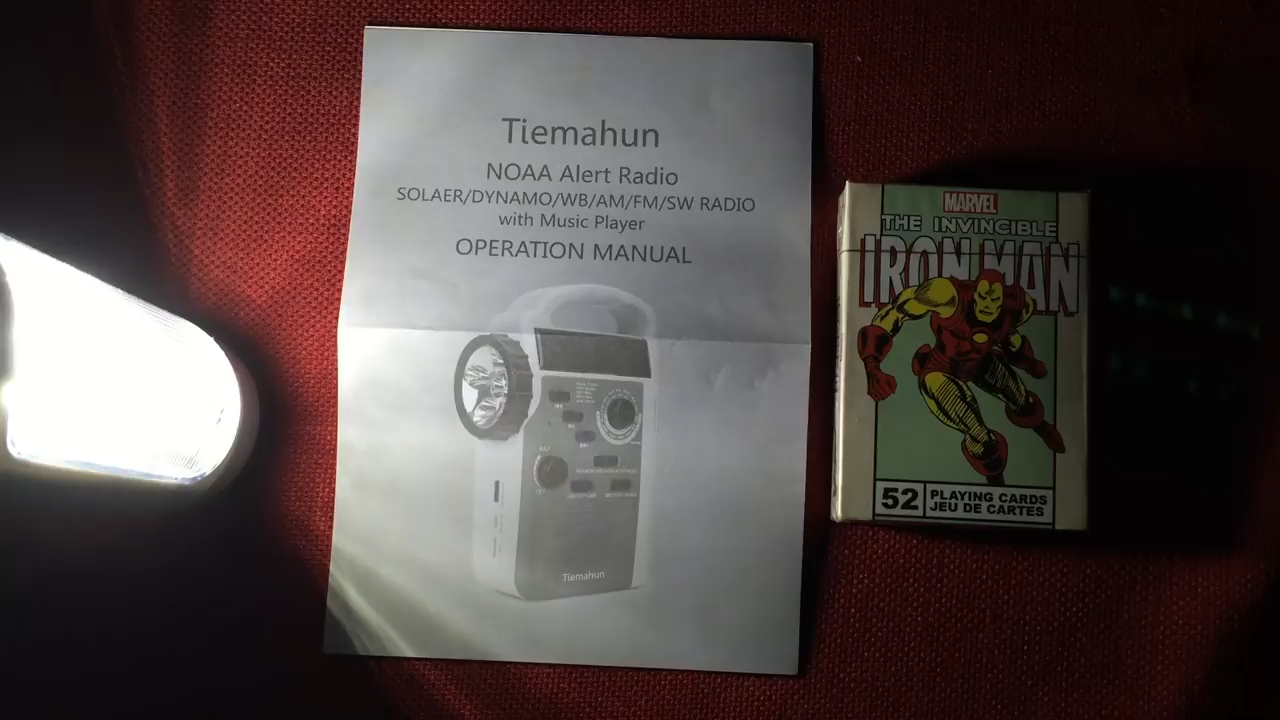 Tiemahun
NOAA Alert Radio
SOLAER/DYNAMO/WB/AM/FM/SW RADIO
with Music Player
OPERATION MANUAL
Tiemahun
MARVEL
THE INVINCIBLE
IRON MAN
52
PLAYING CARDS
JEU DE CARTES